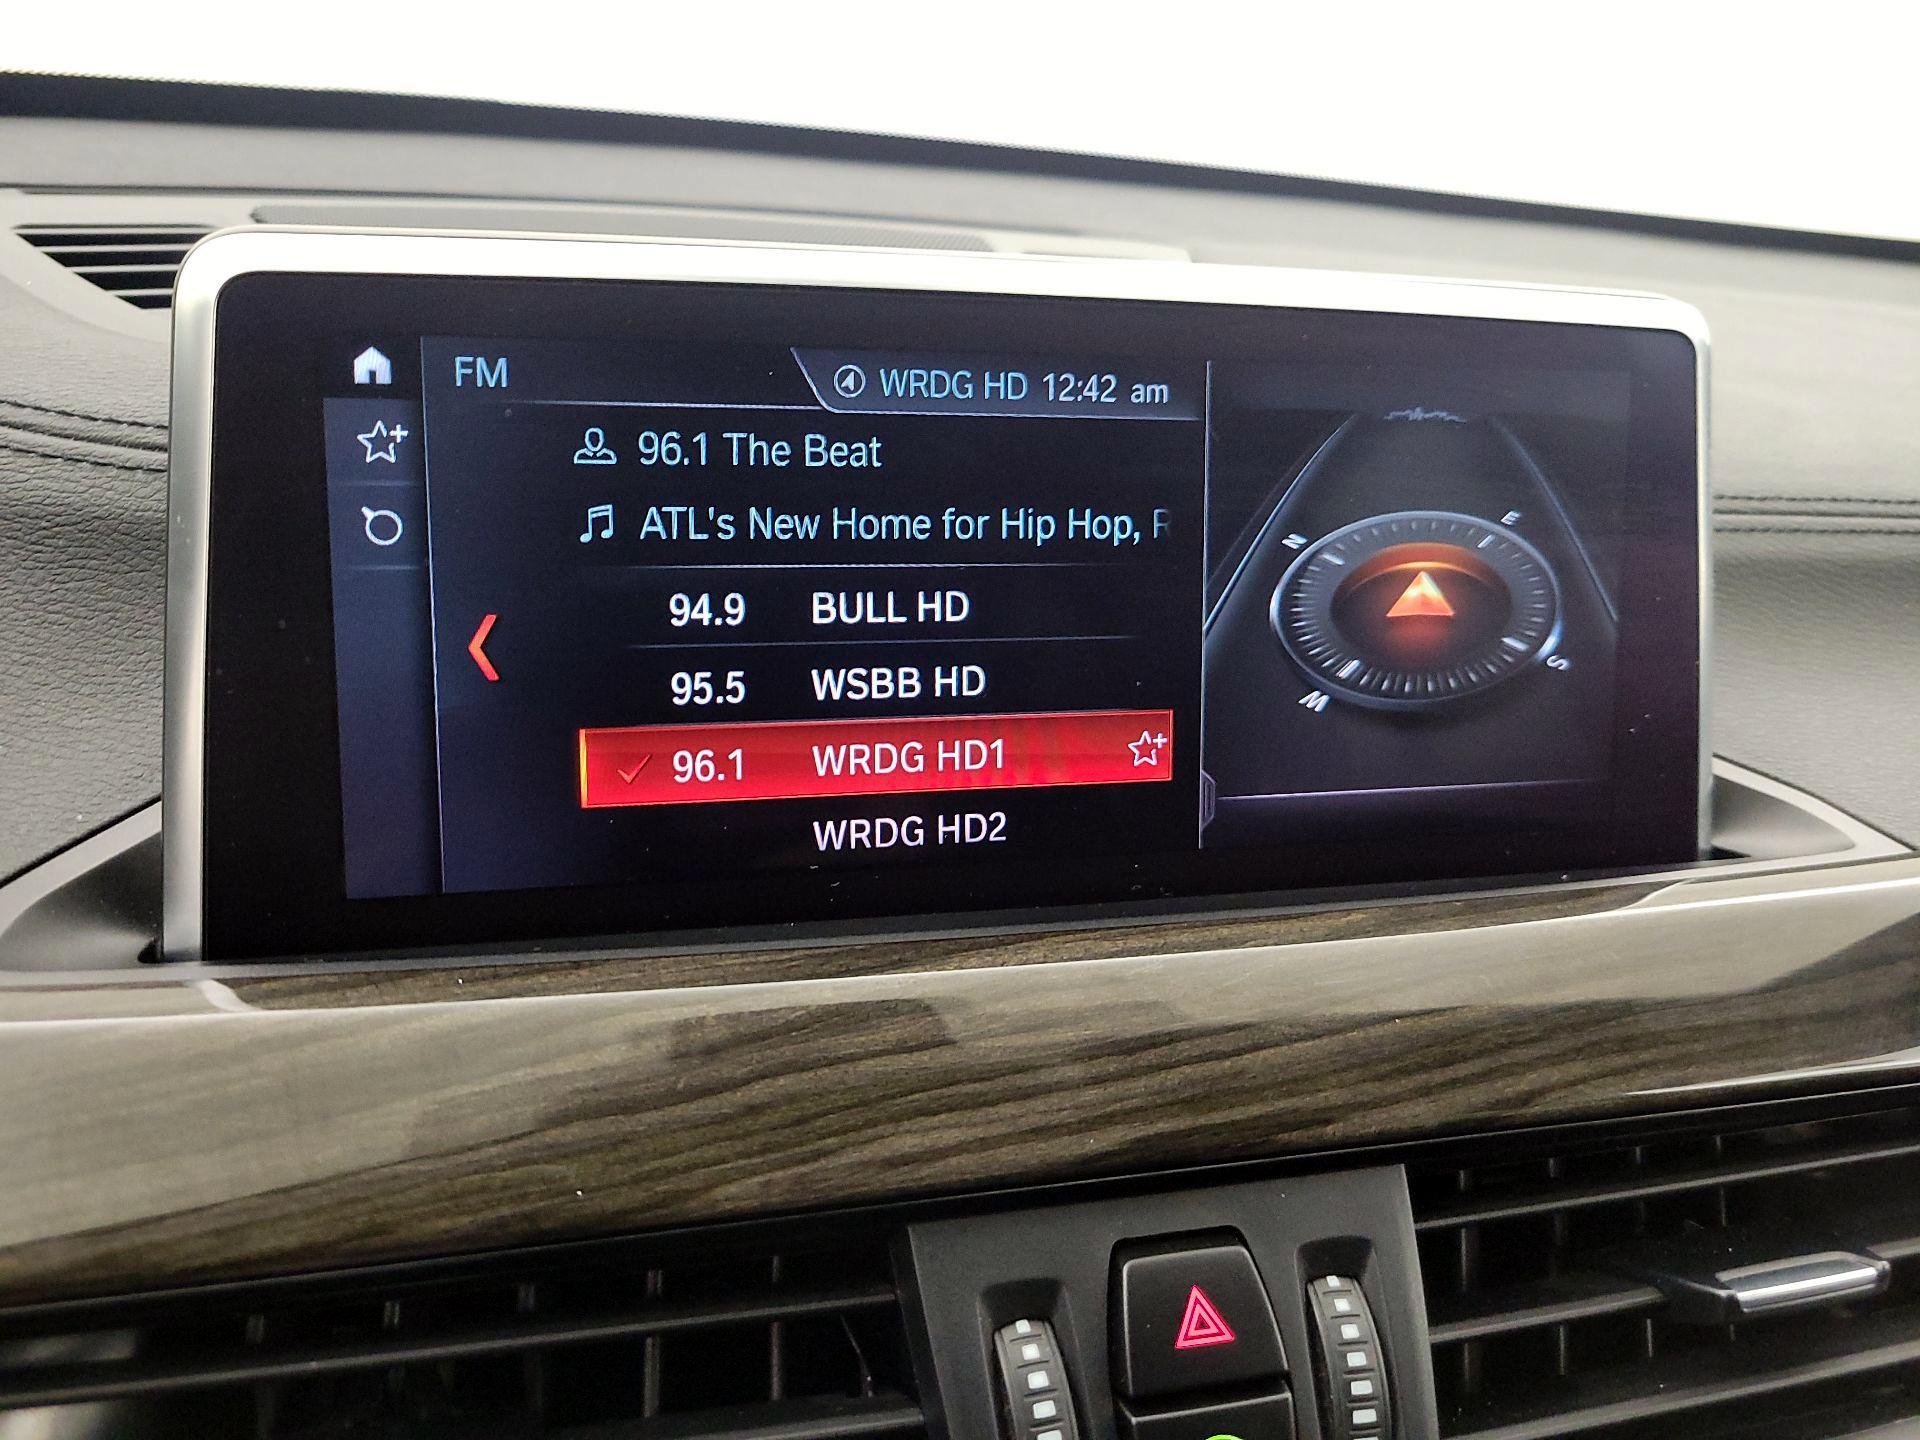 FM
WRDG HD 12:42 am
96.1 The Beat
ATL's New Home for Hip Hop,
94.9 BULL HD
95.5 WSBB HD
96.1 WRDG HD1
WRDG HD2
N
E
S
W